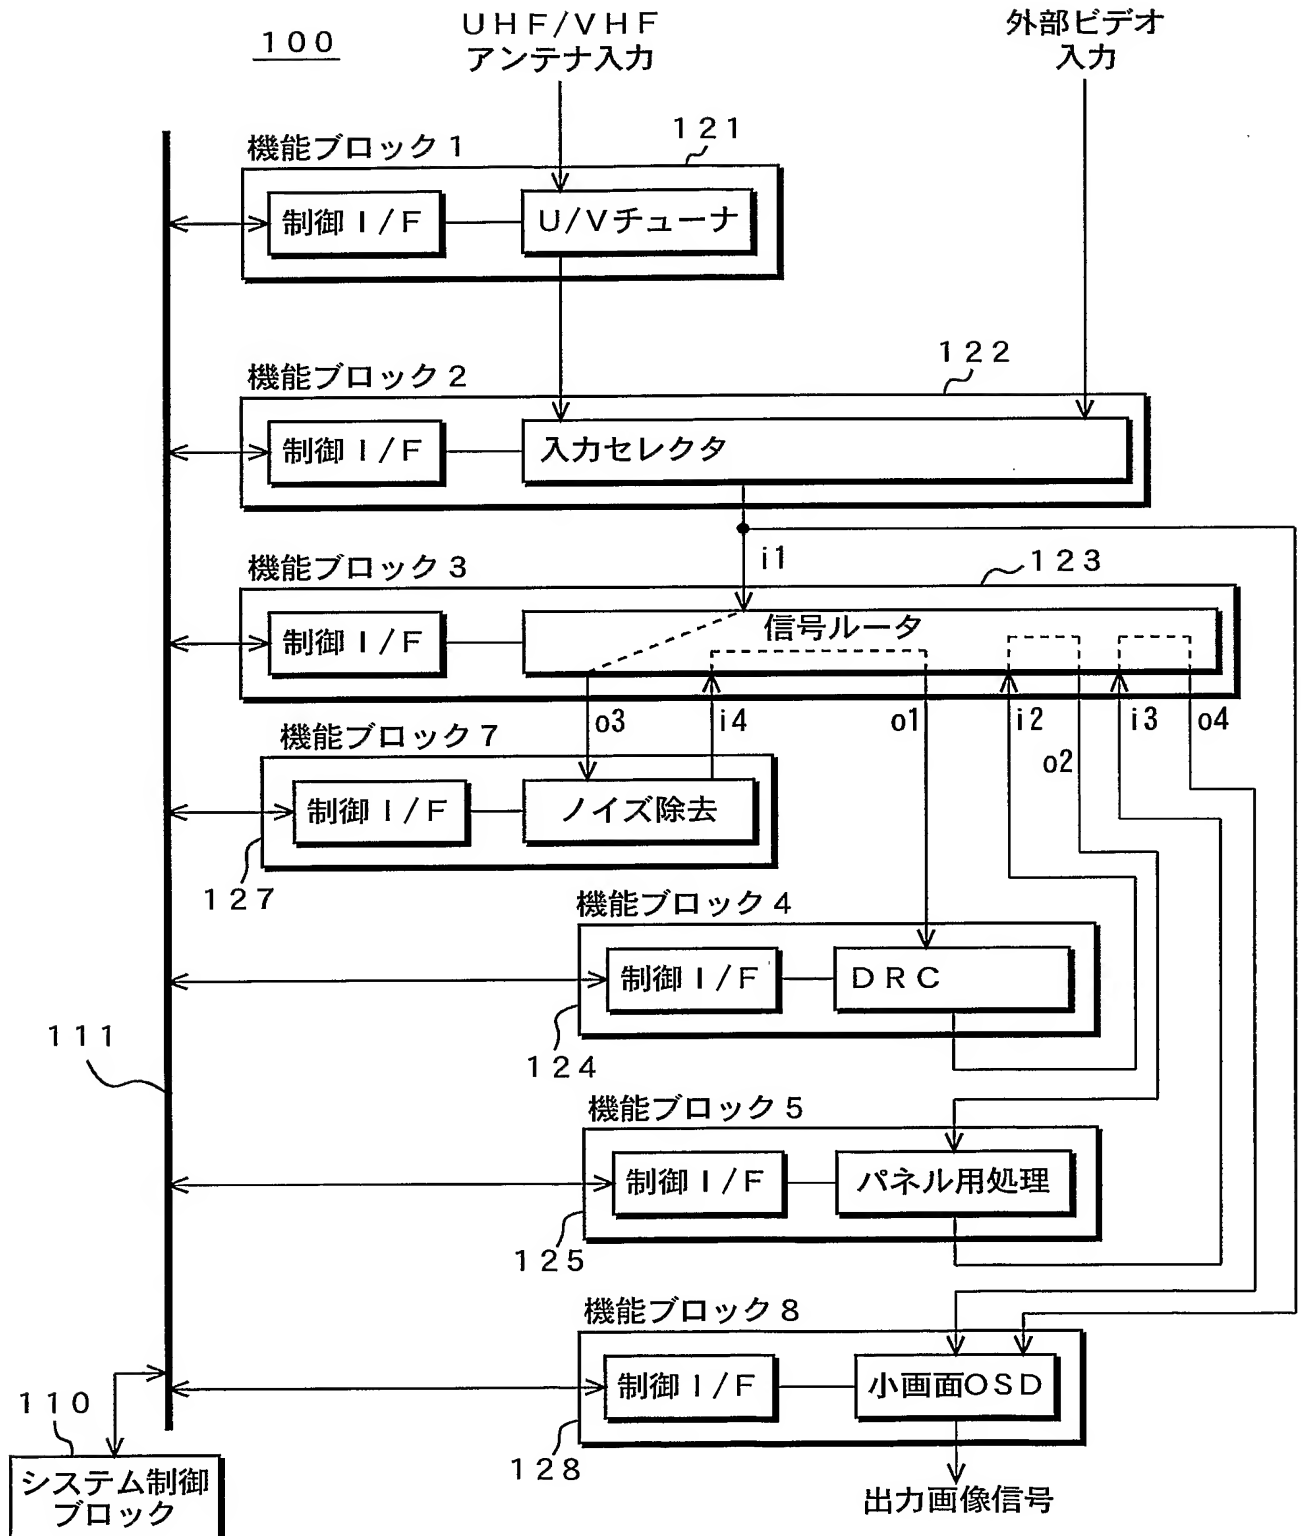 100
UHF/VHF
アンテナ入力
外部ビデオ
入力
機能ブロック1
121
制御I/F
U/Vチューナ
機能ブロック2
122
制御I/F
入力セレクタ
i1
機能ブロック3
123
制御I/F
信号ルータ
o3
i4
o1
i2
o2
i3
o4
機能ブロック7
制御I/F
ノイズ除去
127
機能ブロック4
制御I/F
DRC
124
111
機能ブロック5
制御I/F
パネル用処理
125
機能ブロック8
制御I/F
小画面OSD
128
110
システム制御
ブロック
出力画像信号